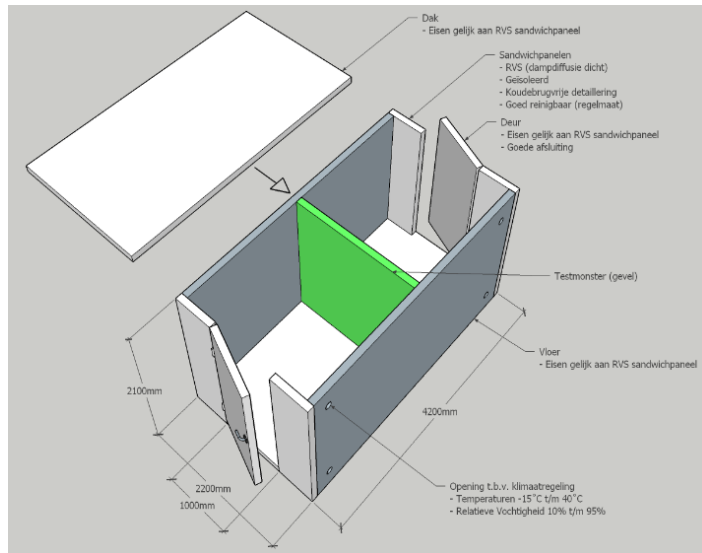 Dak
- Eisen gelijk aan RVS sandwichpaneel
Sandwichpanelen
- RVS (dampdiffusie dicht)
- Geïsoleerd
- Koudebrugvrije detaillering
- Goed reinigbaar (regelmaat)
Deur
- Eisen gelijk aan RVS sandwichpaneel
- Goede afsluiting
Testmonster (gevel)
Vloer
- Eisen gelijk aan RVS sandwichpaneel
2100mm
4200mm
2200mm
1000mm
Opening t.b.v. klimaatregeling
- Temperaturen -15˚C t/m 40˚C
- Relatieve Vochtigheid 10% t/m 95%